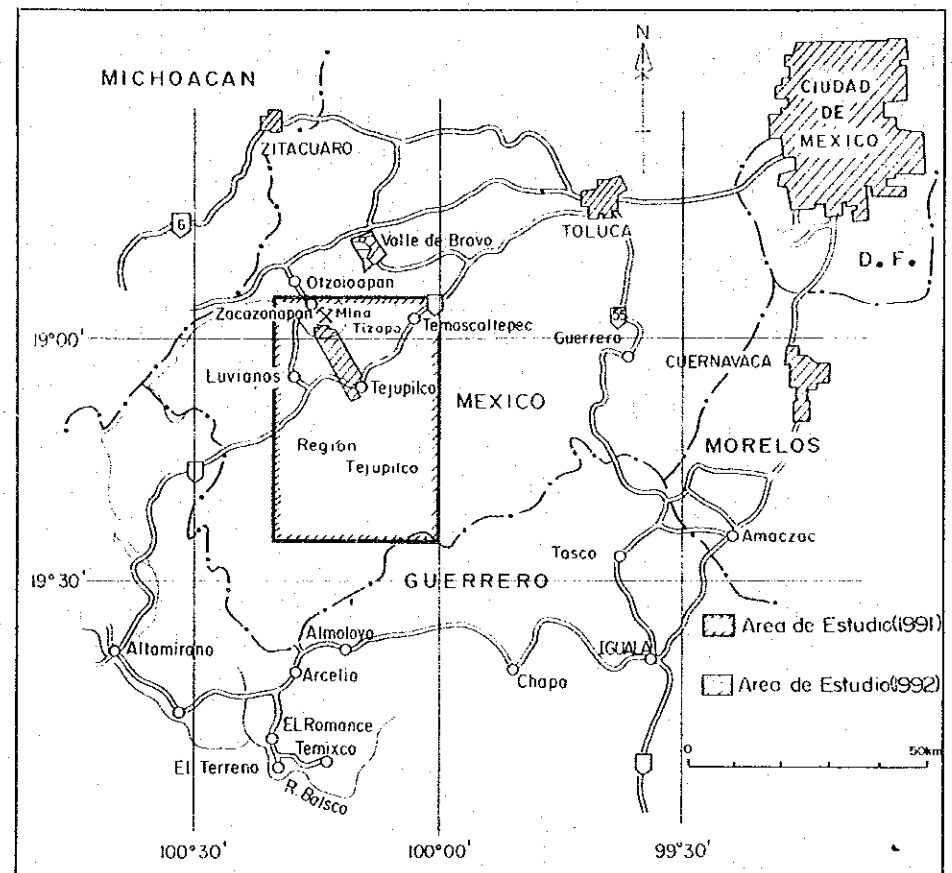 N
MICHOACAN
CIUDAD
DE
MEXICO
ZITACUARO
6
TOLUCA
Valle de Bravo
D. F.
Otzoloapan
Zacazonapan
Mina
Tizapa
Temascaltepec
55
Guerrero
19°00'
CUERNAVACA
Luvianos
Tejupilco
MEXICO
MORELOS
Región
Tejupilco
Amaczac
Tasco
19°30'
GUERRERO
Area de Estudio(1991)
Almoloya
IGUALA
Altamirano
Arcelia
Chapa
Area de Estudio(1992)
EL Romance
Temixco
0
50km
El Terreno
R. Balsco
100°30'
100°00'
99°30'